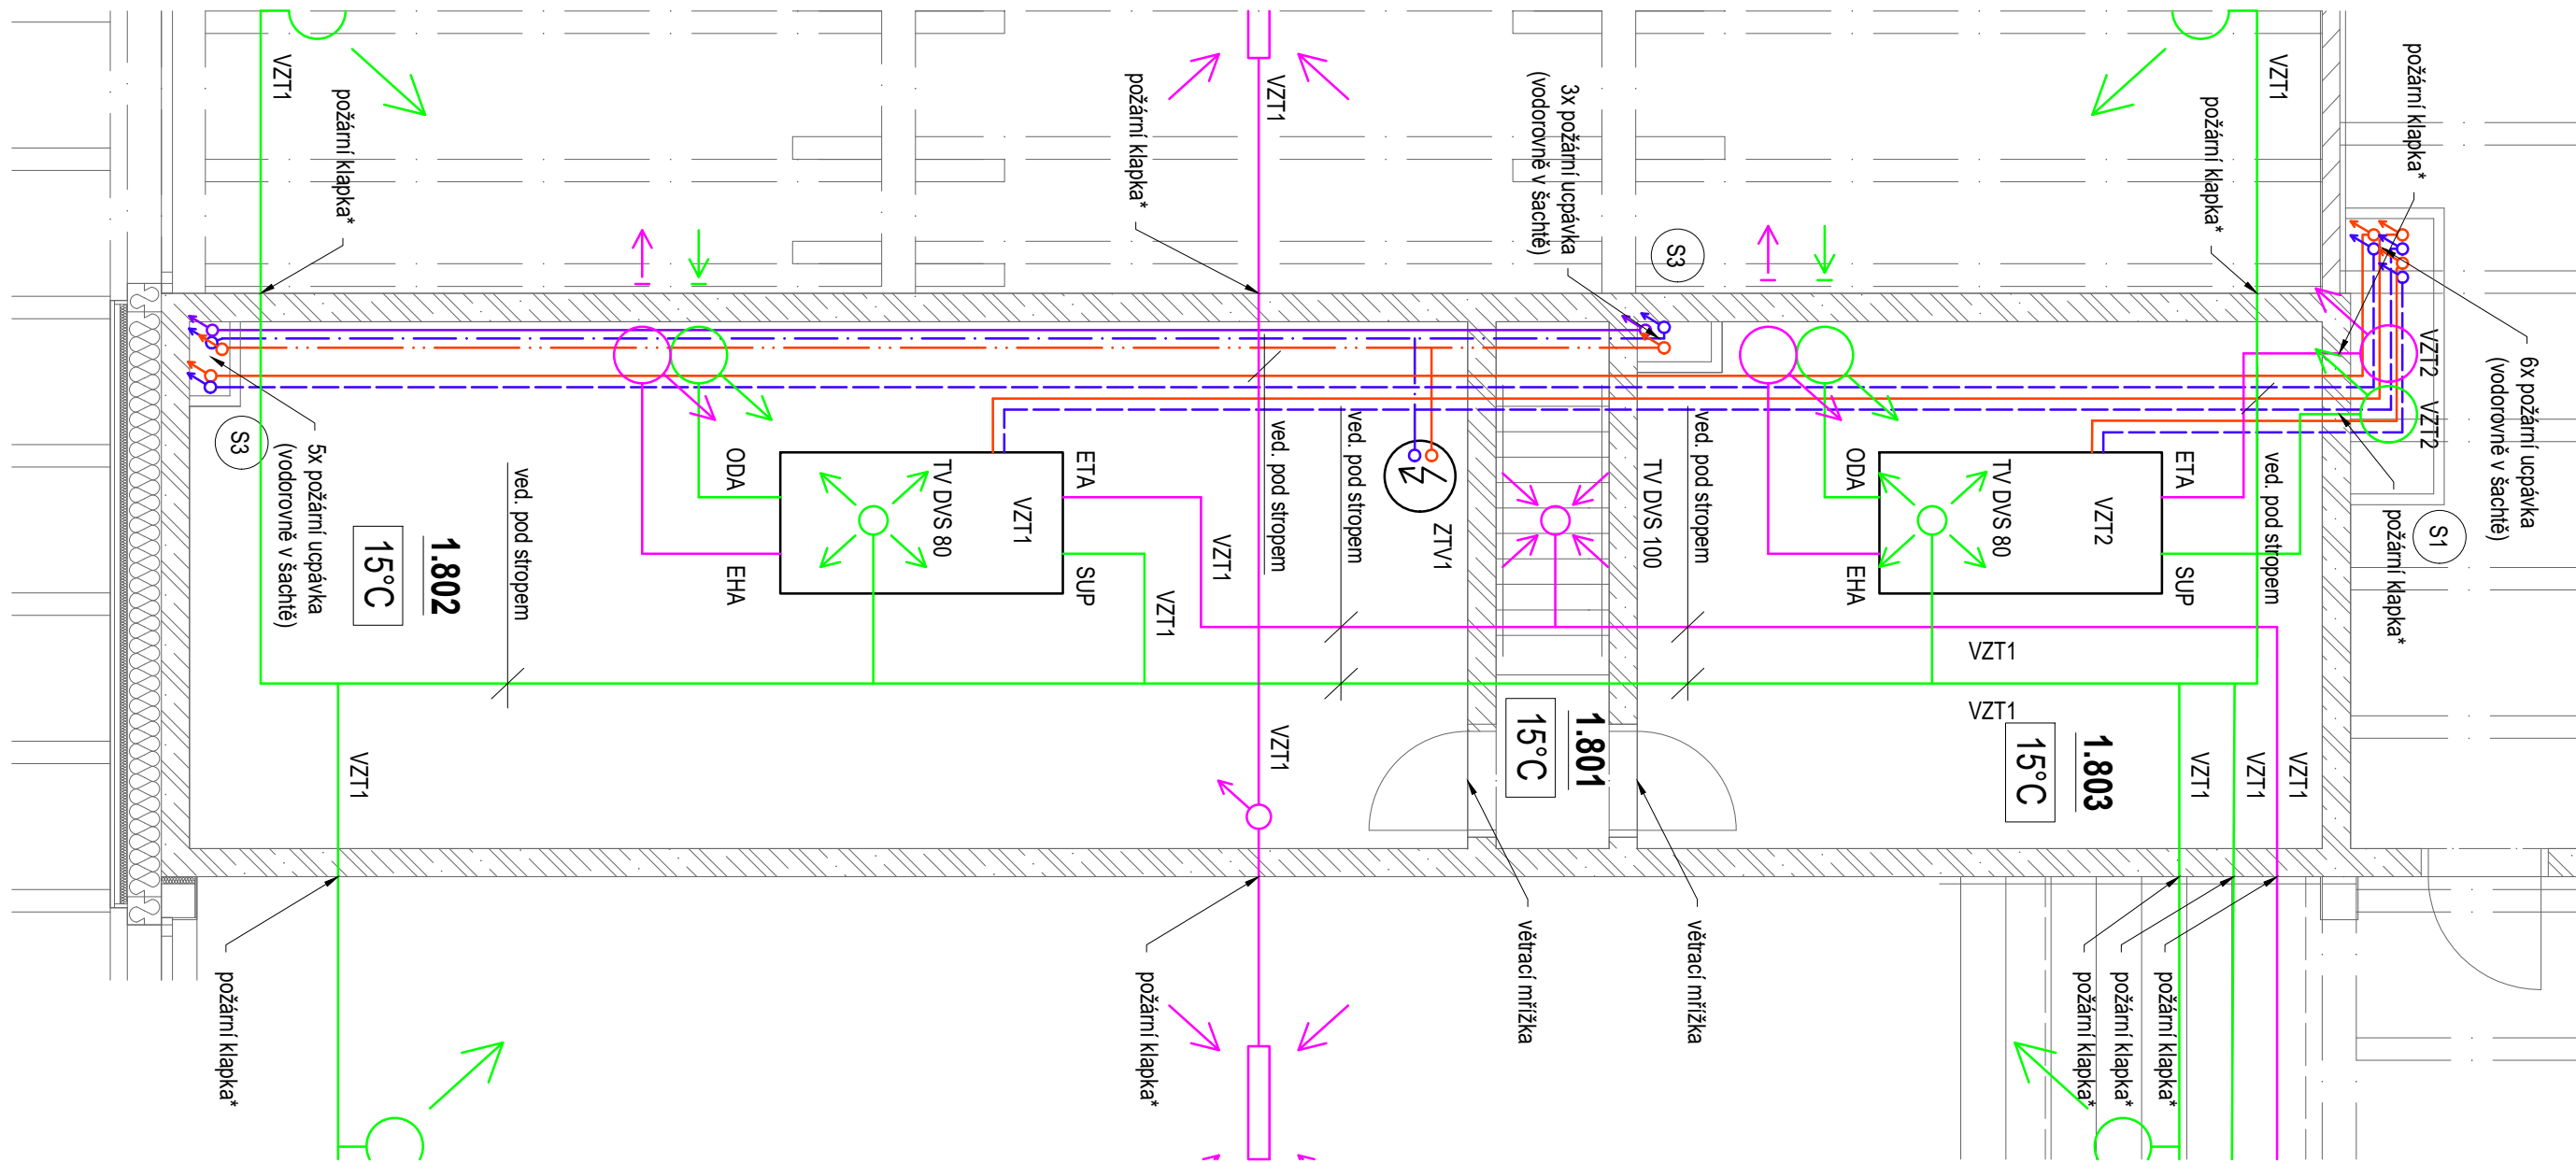 VZT1
požární klapka*
VZT1
požární klapka*
3x požární ucpávka
(vodorovně v šachtě)
S3
VZT1
požární klapka*
požární klapka*
6x požární ucpávka
(vodorovně v šachtě)
VZT2
VZT2
S1
požární klapka*
S3
5x požární ucpávka
(vodorovně v šachtě)
1.802
15°C
ved. pod stropem
ODA
EHA
TV DVS 80
VZT1
ETA
SUP
VZT1
VZT1
ved. pod stropem
ved. pod stropem
ZTV1
TV DVS 100
ved. pod stropem
ODA
EHA
TV DVS 80
VZT2
ETA
SUP
ved. pod stropem
VZT1
VZT1
1.801
15°C
1.803
15°C
VZT1
VZT1
VZT1
VZT1
VZT1
požární klapka*
požární klapka*
větrací mřížka
větrací mřížka
požární klapka*
požární klapka*
požární klapka*